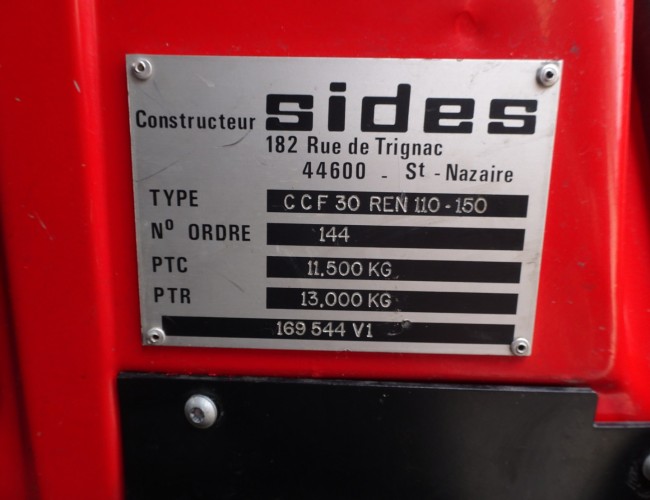 Constructeur sides
182 Rue de Trignac
44600 - St - Nazaire
TYPE CCF 30 REN 110-150
N° ORDRE 144
PTC 11,500 KG
PTR 13,000 KG
169 544 V1